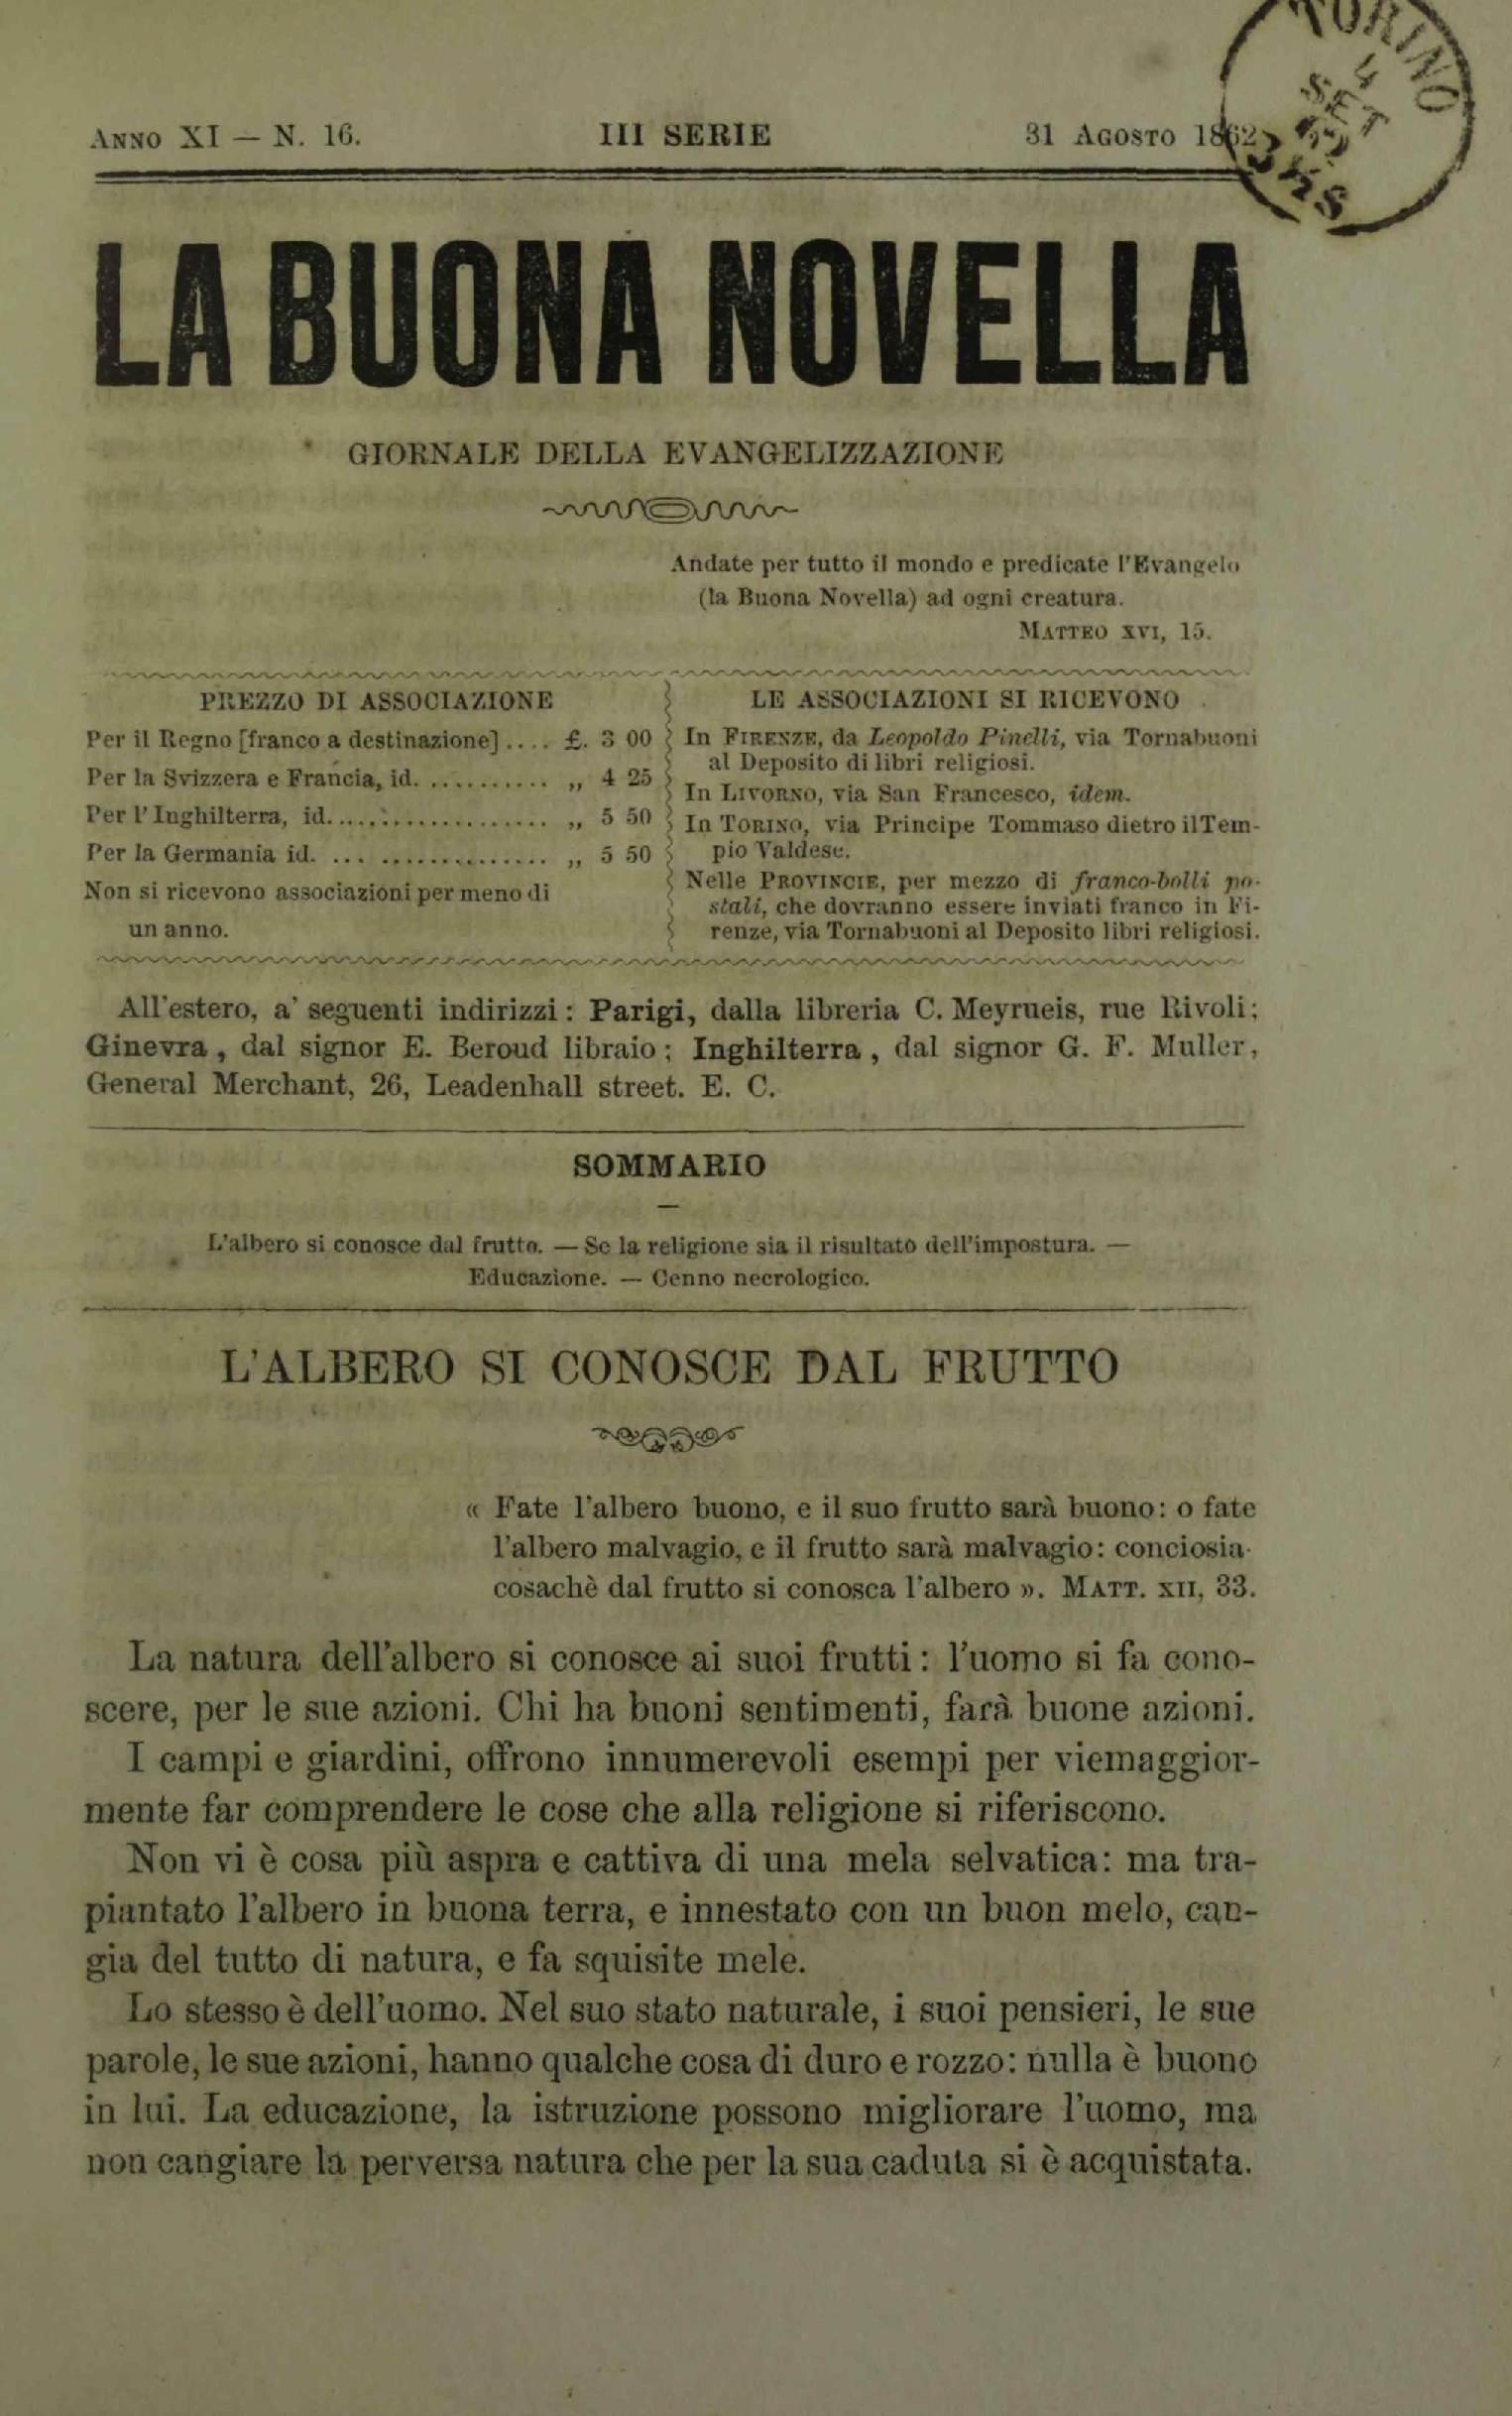 ANNO XI — N. 16. III SERIE 31 AGOSTO 1862
TORINO
4
SET
LA BUONA NOVELLA
GIORNALE DELLA EVANGELIZZAZIONE
Andate per tutto il mondo e predicate l'Evangelo
(la Buona Novella) ad ogni creatura.
MATTEO XVI, 15.
PREZZO DI ASSOCIAZIONE
Per il Regno [franco a destinazione].... £. 3 00
Per la Svizzera e Francia, id. ........... „ 4 25
Per l'Inghilterra, id. ................... „ 5 50
Per la Germania id. ... ............... „ 5 50
Non si ricevono associazioni per meno di
un anno.
LE ASSOCIAZIONI SI RICEVONO
In FIRENZE, da Leopoldo Pinelli, via Tornabuoni
al Deposito di libri religiosi.
In LIVORNO, via San Francesco, idem.
In TORINO, via Principe Tommaso dietro il Tem-
pio Valdese.
Nelle PROVINCIE, per mezzo di franco-bolli po-
stali, che dovranno essere inviati franco in Fi-
renze, via Tornabuoni al Deposito libri religiosi.
All'estero, a' seguenti indirizzi: Parigi, dalla libreria C. Meyrueis, rue Rivoli;
Ginevra, dal signor E. Beroud libraio; Inghilterra, dal signor G. F. Muller,
General Merchant, 26, Leadenhall street. E. C.
SOMMARIO
L'albero si conosce dal frutto. — Se la religione sia il risultato dell'impostura. —
Educazione. — Cenno necrologico.
L'ALBERO SI CONOSCE DAL FRUTTO
« Fate l'albero buono, e il suo frutto sarà buono: o fate
l'albero malvagio, e il frutto sarà malvagio: conciosia-
cosachè dal frutto si conosca l'albero ». MATT. XII, 33.
La natura dell'albero si conosce ai suoi frutti: l'uomo si fa cono-
scere, per le sue azioni. Chi ha buoni sentimenti, farà buone azioni.
I campi e giardini, offrono innumerevoli esempi per viemaggior-
mente far comprendere le cose che alla religione si riferiscono.
Non vi è cosa più aspra e cattiva di una mela selvatica: ma tra-
piantato l'albero in buona terra, e innestato con un buon melo, can-
gia del tutto di natura, e fa squisite mele.
Lo stesso è dell'uomo. Nel suo stato naturale, i suoi pensieri, le sue
parole, le sue azioni, hanno qualche cosa di duro e rozzo: nulla è buono
in lui. La educazione, la istruzione possono migliorare l'uomo, ma
non cangiare la perversa natura che per la sua caduta si è acquistata.